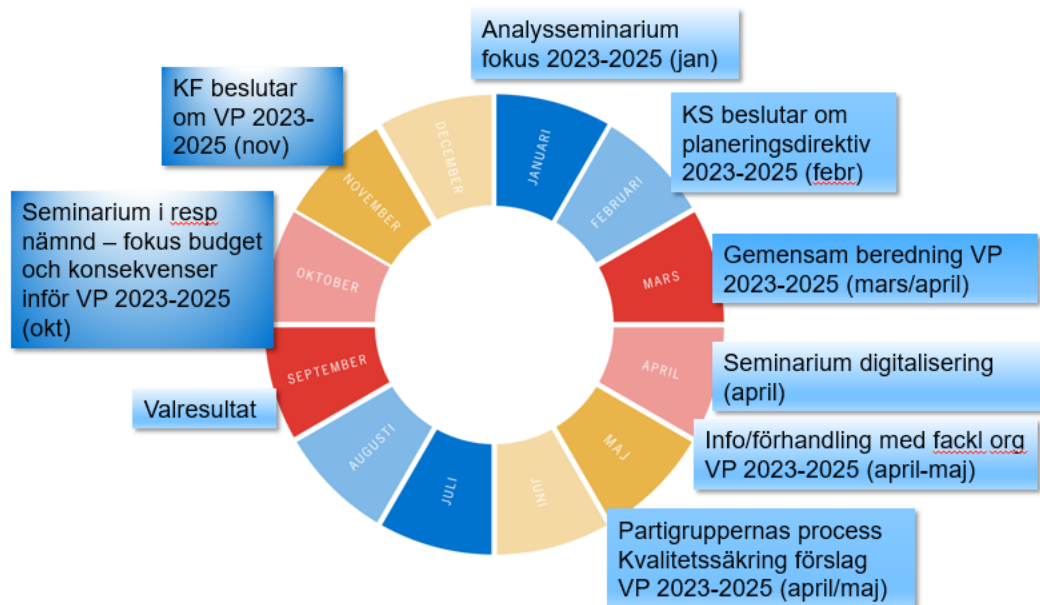 Analysseminarium
fokus 2023-2025 (jan)
KS beslutar om
planeringsdirektiv
2023-2025 (febr)
Gemensam beredning VP
2023-2025 (mars/april)
Seminarium digitalisering
(april)
Info/förhandling med fackl org
VP 2023-2025 (april-maj)
Partigruppernas process
Kvalitetssäkring förslag
VP 2023-2025 (april/maj)
Valresultat
Seminarium i resp
nämnd – fokus budget
och konsekvenser
inför VP 2023-2025
(okt)
KF beslutar
om VP 2023-
2025 (nov)
JANUARI
FEBRUARI
MARS
APRIL
MAJ
JUNI
JULI
AUGUSTI
SEPTEMBER
OKTOBER
NOVEMBER
DECEMBER